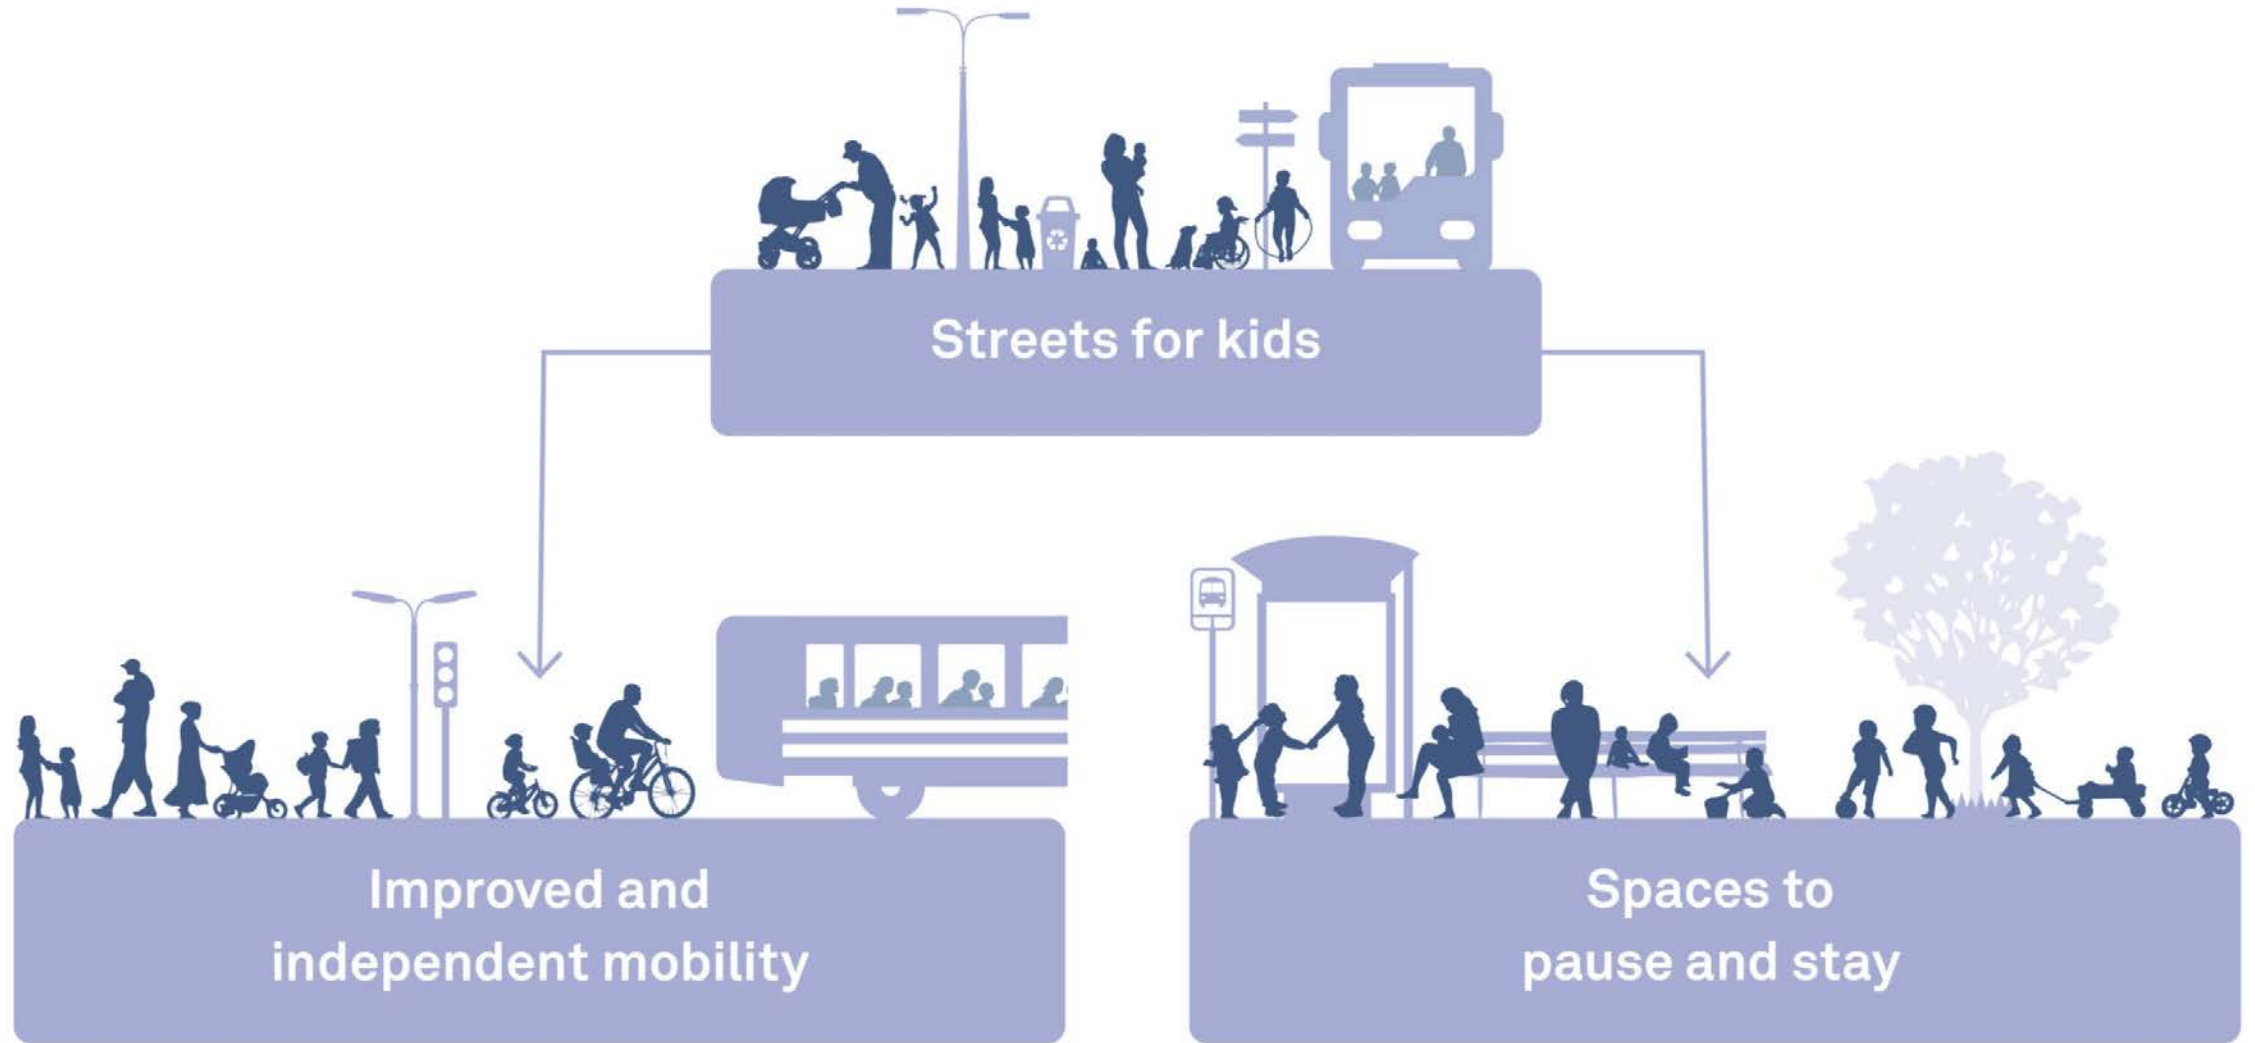 Streets for kids
Improved and
independent mobility
Spaces to
pause and stay